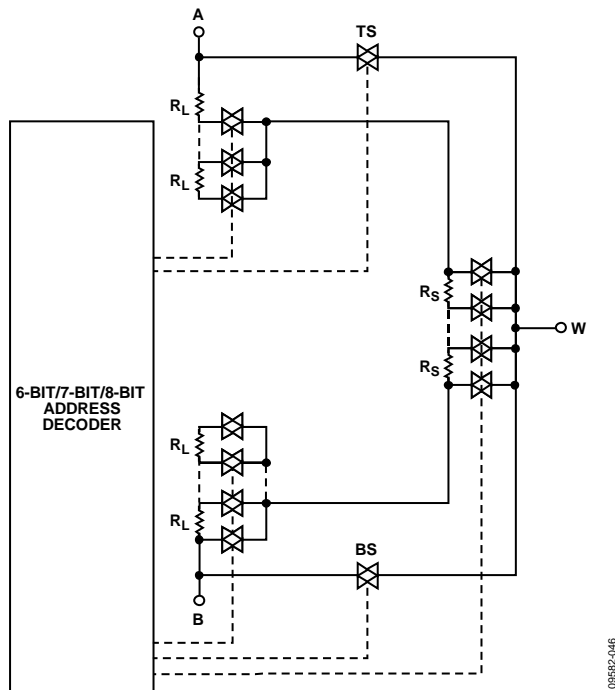 A
TS
RL
RL
RS
W
RS
6-BIT/7-BIT/8-BIT
ADDRESS
DECODER
RL
RL
BS
B
09582-046